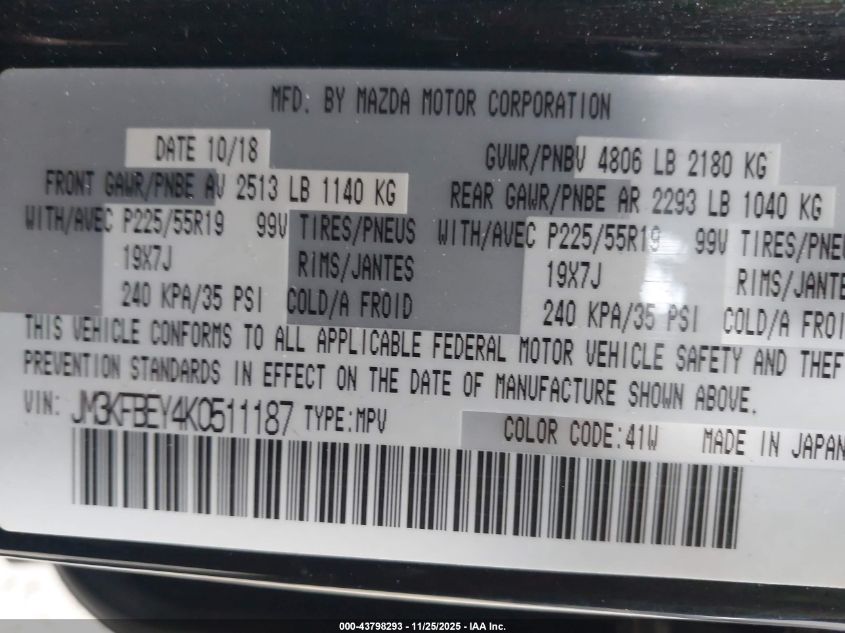 MFD. BY MAZDA MOTOR CORPORATION
DATE 10/18 GVWR/PNBV 4806 LB 2180 KG
FRONT GAWR/PNBE AV 2513 LB 1140 KG REAR GAWR/PNBE AR 2293 LB 1040 KG
WITH/AVEC P225/55R19 99V TIRES/PNEUS WITH/AVEC P225/55R19 99V TIRES/PNEU
19X7J RIMS/JANTES 19X7J RIMS/JANTE
240 KPA/35 PSI COLD/A FROID 240 KPA/35 PSI COLD/A FROI
THIS VEHICLE CONFORMS TO ALL APPLICABLE FEDERAL MOTOR VEHICLE SAFETY AND THEF
PREVENTION STANDARDS IN EFFECT ON THE DATE OF MANUFACTURE SHOWN ABOVE.
VIN: JM3KFBEY4K0511187 TYPE:MPV COLOR CODE:41W MADE IN JAPAN
000-43798293 - 11/25/2025 - IAA Inc.